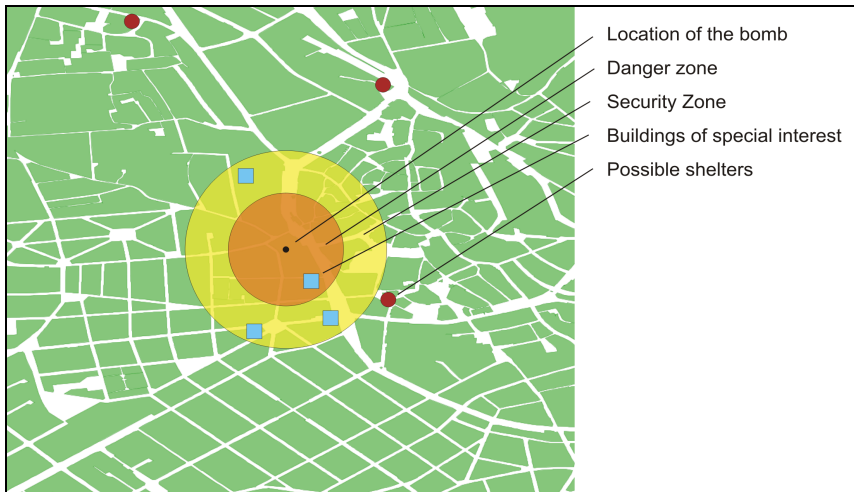 Location of the bomb
Danger zone
Security Zone
Buildings of special interest
Possible shelters